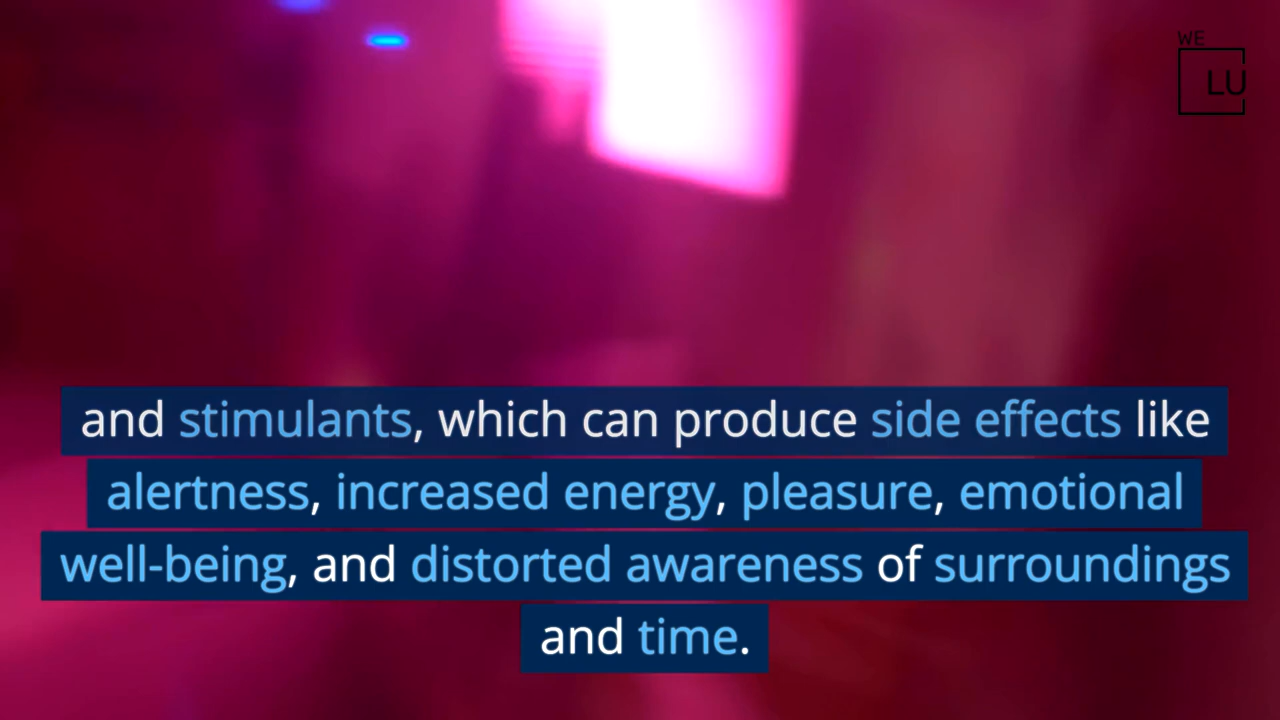 WE
LU
and stimulants, which can produce side effects like
alertness, increased energy, pleasure, emotional
well-being, and distorted awareness of surroundings
and time.